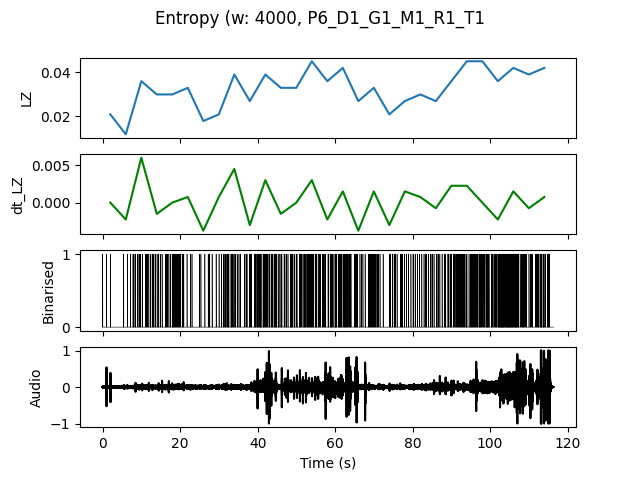 Entropy (w: 4000, P6_D1_G1_M1_R1_T1
0.04
0.02
LZ
0.005
0.000
dt_LZ
1
0
Binarised
1
0
−1
Audio
0 20 40 60 80 100 120
Time (s)